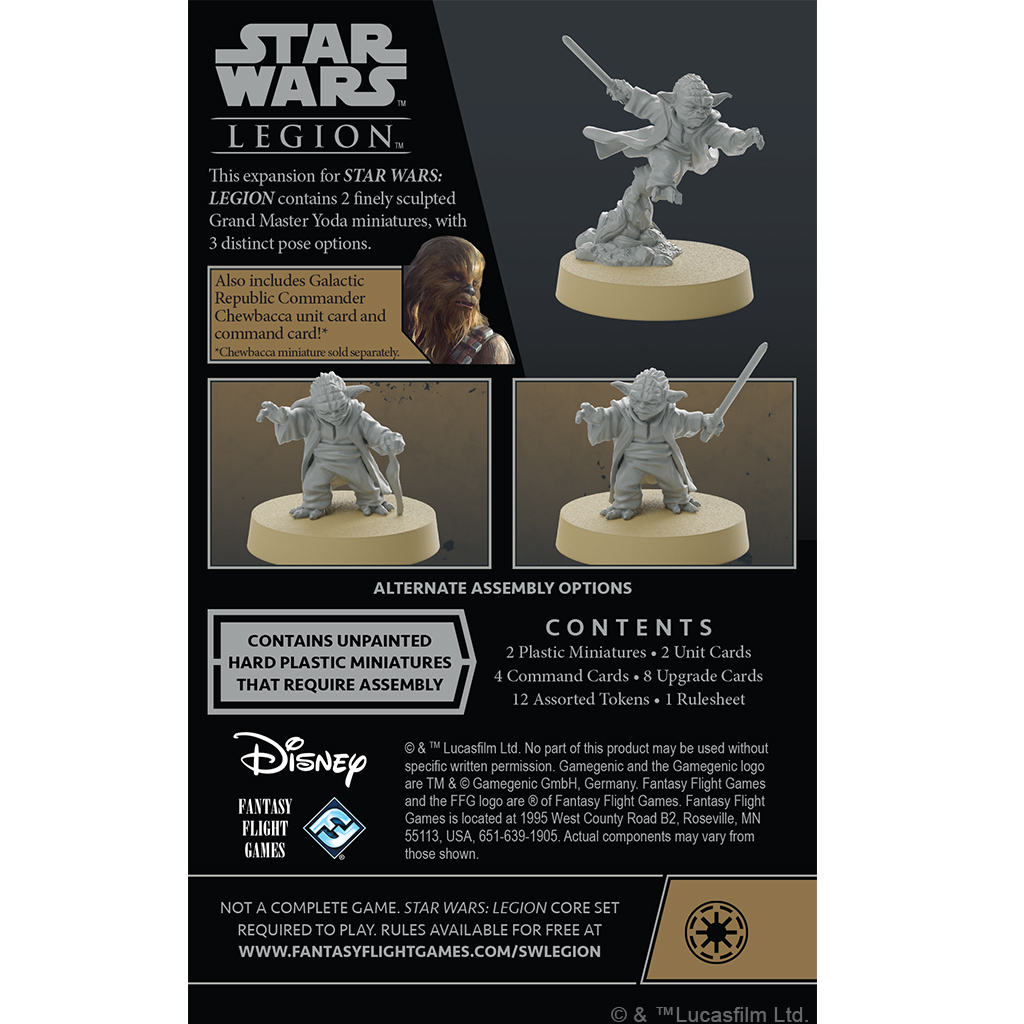 STAR
WARS™
LEGION™
This expansion for STAR WARS:
LEGION contains 2 finely sculpted
Grand Master Yoda miniatures, with
3 distinct pose options.
Also includes Galactic
Republic Commander
Chewbacca unit card and
command card!*
*Chewbacca miniature sold separately.
ALTERNATE ASSEMBLY OPTIONS
CONTAINS UNPAINTED
HARD PLASTIC MINIATURES
THAT REQUIRE ASSEMBLY
CONTENTS
2 Plastic Miniatures • 2 Unit Cards
4 Command Cards • 8 Upgrade Cards
12 Assorted Tokens • 1 Rulesheet
Disney
FANTASY
FLIGHT
GAMES
®
© & ™ Lucasfilm Ltd. No part of this product may be used without
specific written permission. Gamegenic and the Gamegenic logo
are TM & © Gamegenic GmbH, Germany. Fantasy Flight Games
and the FFG logo are ® of Fantasy Flight Games. Fantasy Flight
Games is located at 1995 West County Road B2, Roseville, MN
55113, USA, 651-639-1905. Actual components may vary from
those shown.
NOT A COMPLETE GAME. STAR WARS: LEGION CORE SET
REQUIRED TO PLAY. RULES AVAILABLE FOR FREE AT
WWW.FANTASYFLIGHTGAMES.COM/SWLEGION
© & ™Lucasfilm Ltd.